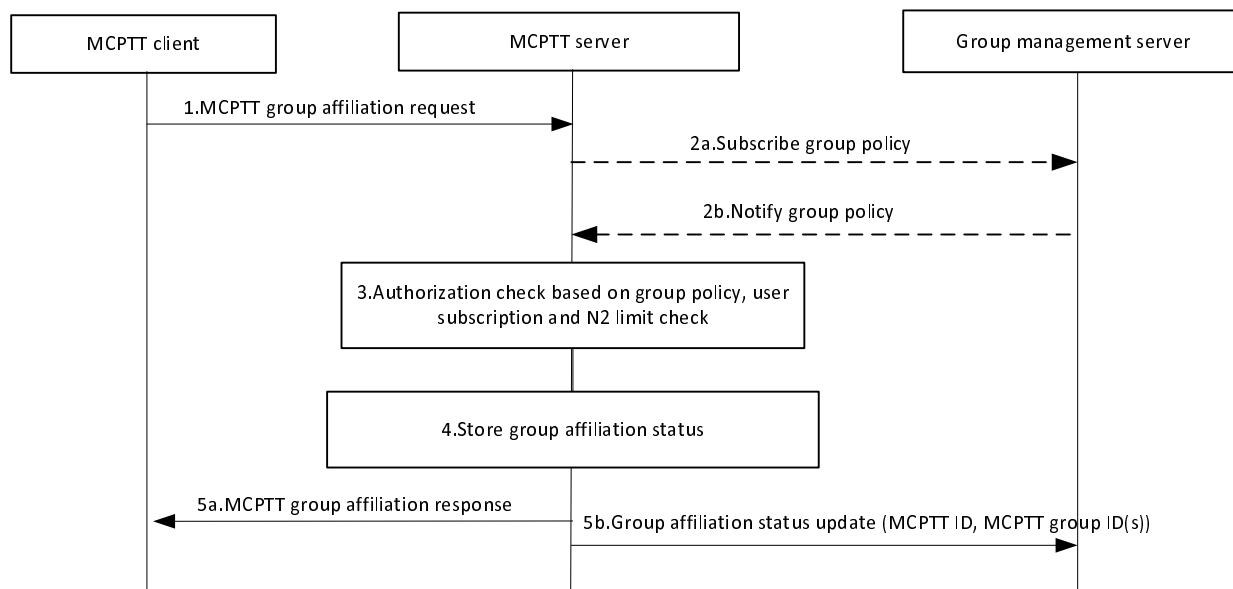 MCPTT client
MCPTT server
Group management server
1.MCPTT group affiliation request
2a.Subscribe group policy
2b.Notify group policy
3.Authorization check based on group policy, user
subscription and N2 limit check
4.Store group affiliation status
5a.MCPTT group affiliation response
5b.Group affiliation status update (MCPTT ID, MCPTT group ID(s))